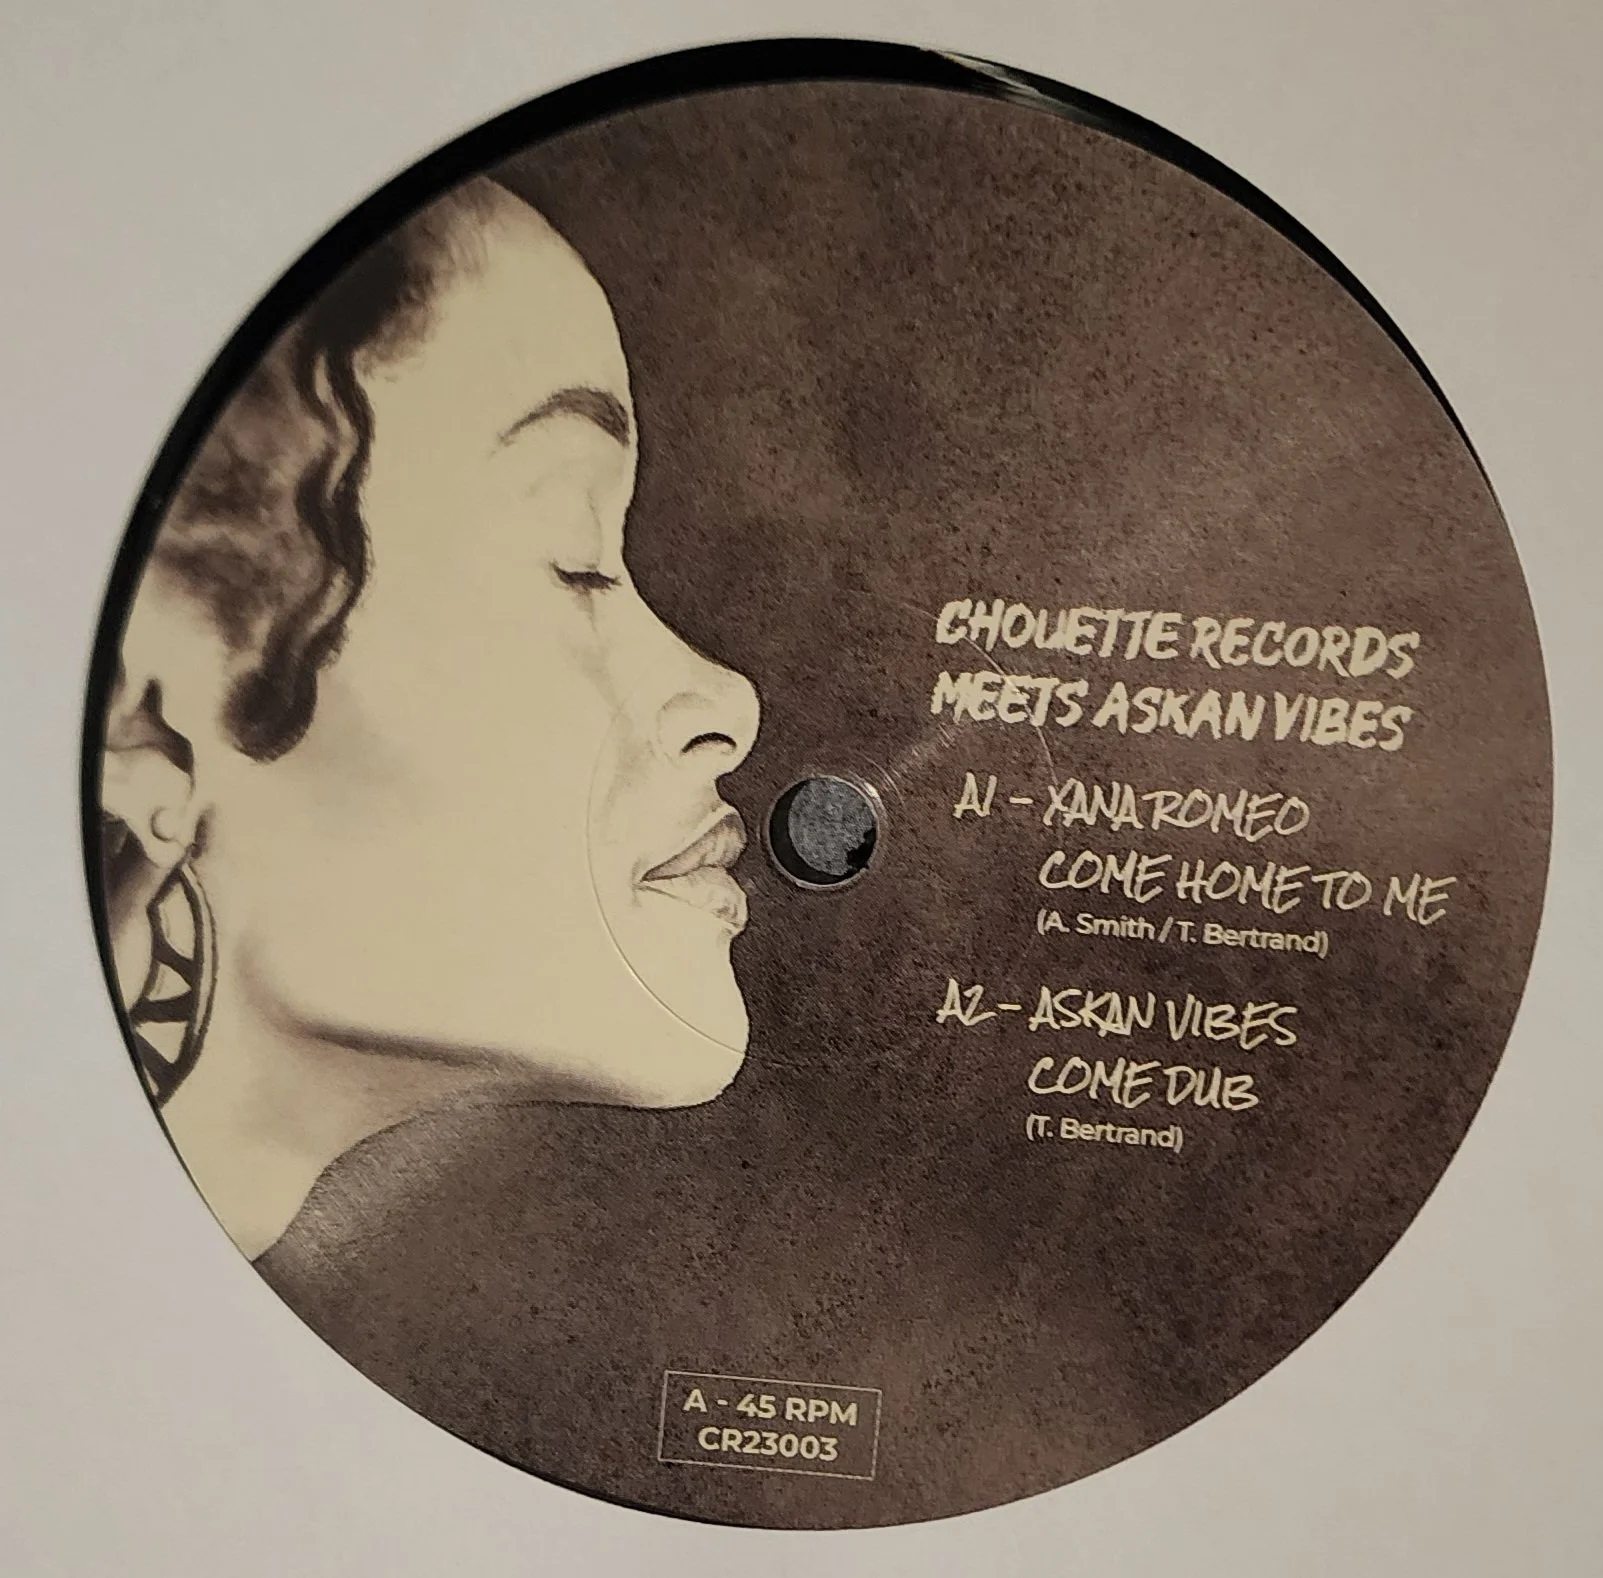 CHOUETTE RECORDS
MEETS ASKAN VIBES
A1 - XANA ROMEO
COME HOME TO ME
(A. Smith / T. Bertrand)
A2 - ASKAN VIBES
COME DUB
(T. Bertrand)
A - 45 RPM
CR23003